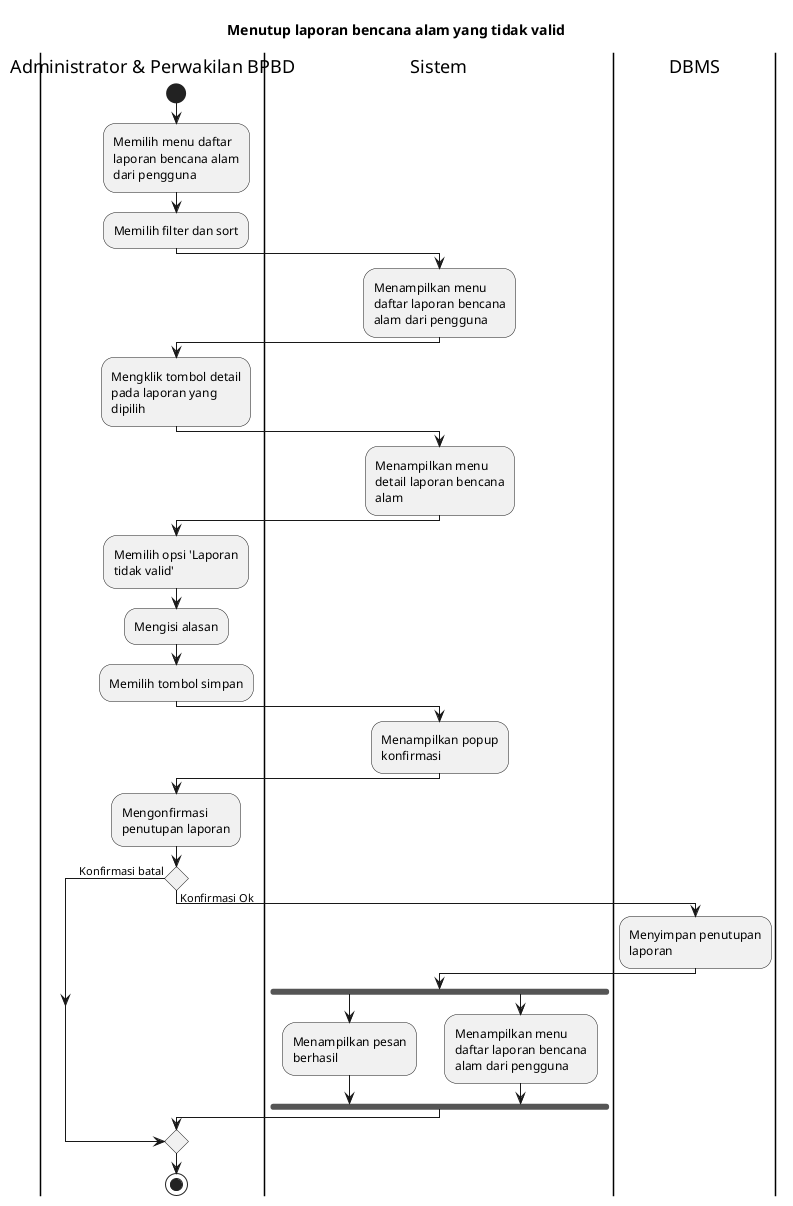 Menutup laporan bencana alam yang tidak valid
Administrator & Perwakilan BPBD
Sistem
DBMS
Memilih menu daftar
laporan bencana alam
dari pengguna
Memilih filter dan sort
Menampilkan menu
daftar laporan bencana
alam dari pengguna
Mengklik tombol detail
pada laporan yang
dipilih
Menampilkan menu
detail laporan bencana
alam
Memilih opsi 'Laporan
tidak valid'
Mengisi alasan
Memilih tombol simpan
Menampilkan popup
konfirmasi
Mengonfirmasi
penutupan laporan
Konfirmasi batal
Konfirmasi Ok
Menyimpan penutupan
laporan
Menampilkan pesan
berhasil
Menampilkan menu
daftar laporan bencana
alam dari pengguna